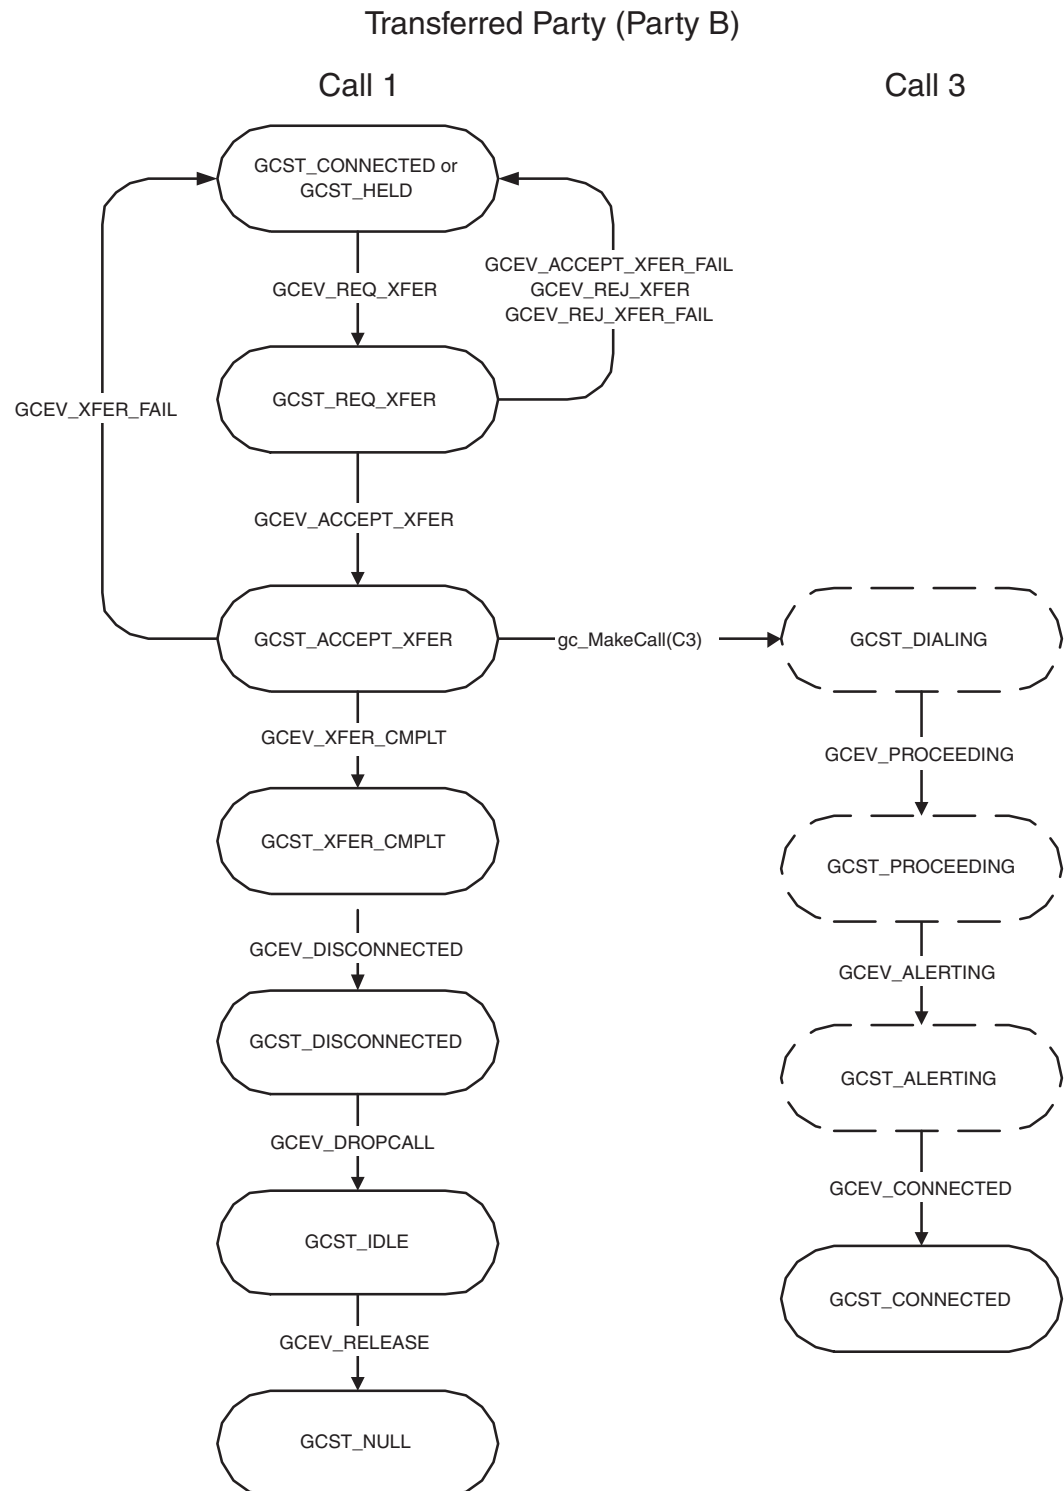 Transferred Party (Party B)
Call 1
Call 3
GCST_CONNECTED or
GCST_HELD
GCEV_ACCEPT_XFER_FAIL
GCEV_REJ_XFER
GCEV_REJ_XFER_FAIL
GCEV_REQ_XFER
GCST_REQ_XFER
GCEV_XFER_FAIL
GCEV_ACCEPT_XFER
GCST_ACCEPT_XFER
gc_MakeCall(C3)
GCST_DIALING
GCEV_XFER_CMPLT
GCEV_PROCEEDING
GCST_XFER_CMPLT
GCST_PROCEEDING
GCEV_DISCONNECTED
GCEV_ALERTING
GCST_DISCONNECTED
GCST_ALERTING
GCEV_DROPCALL
GCEV_CONNECTED
GCST_IDLE
GCST_CONNECTED
GCEV_RELEASE
GCST_NULL